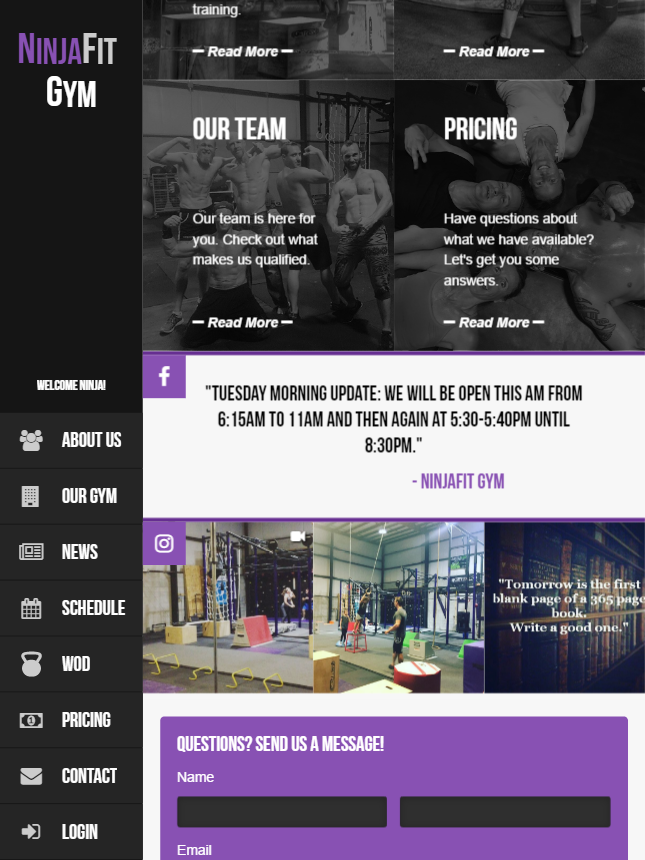 NINJAFIT
GYM
WELCOME NINJA!
ABOUT US
OUR GYM
NEWS
SCHEDULE
WOD
PRICING
CONTACT
LOGIN
training.
— Read More —
— Read More —
OUR TEAM
Our team is here for
you. Check out what
makes us qualified.
— Read More —
PRICING
Have questions about
what we have available?
Let's get you some
answers.
— Read More —
"TUESDAY MORNING UPDATE: WE WILL BE OPEN THIS AM FROM
6:15AM TO 11AM AND THEN AGAIN AT 5:30-5:40PM UNTIL
8:30PM."
- NINJAFIT GYM
"Tomorrow is the first
blank page of a 365 page
book.
Write a good one."
QUESTIONS? SEND US A MESSAGE!
Name
Email